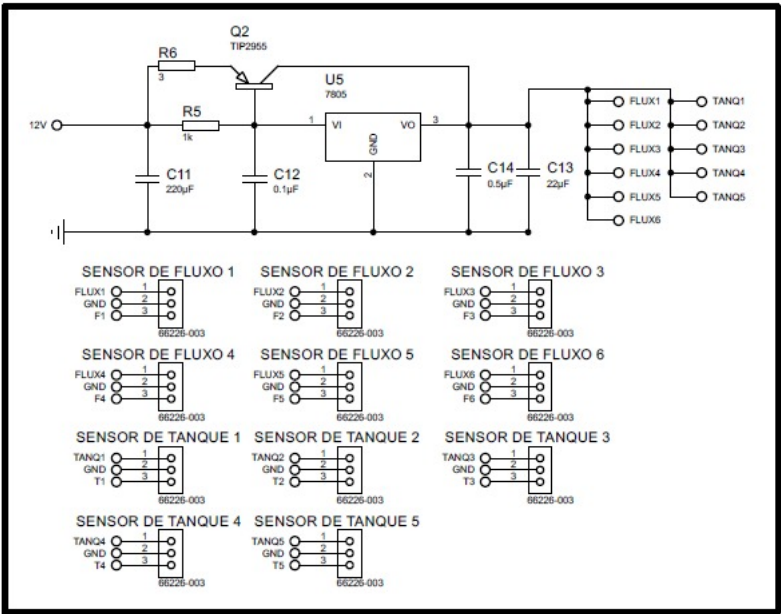 Q2
TIP2955
R6
3
U5
7805
R5
1k
12V
1
VI
VO
3
GND
2
C11
220µF
C12
0.1µF
C14
0.5µF
C13
22µF
FLUX1
TANQ1
FLUX2
TANQ2
FLUX3
TANQ3
FLUX4
TANQ4
FLUX5
TANQ5
FLUX6
SENSOR DE FLUXO 1
FLUX1 1
GND 2
F1 3
66226-003
SENSOR DE FLUXO 2
FLUX2 1
GND 2
F2 3
66226-003
SENSOR DE FLUXO 3
FLUX3 1
GND 2
F3 3
66226-003
SENSOR DE FLUXO 4
FLUX4 1
GND 2
F4 3
66226-003
SENSOR DE FLUXO 5
FLUX5 1
GND 2
F5 3
66226-003
SENSOR DE FLUXO 6
FLUX6 1
GND 2
F6 3
66226-003
SENSOR DE TANQUE 1
TANQ1 1
GND 2
T1 3
66226-003
SENSOR DE TANQUE 2
TANQ2 1
GND 2
T2 3
66226-003
SENSOR DE TANQUE 3
TANQ3 1
GND 2
T3 3
66226-003
SENSOR DE TANQUE 4
TANQ4 1
GND 2
T4 3
66226-003
SENSOR DE TANQUE 5
TANQ5 1
GND 2
T5 3
66226-003